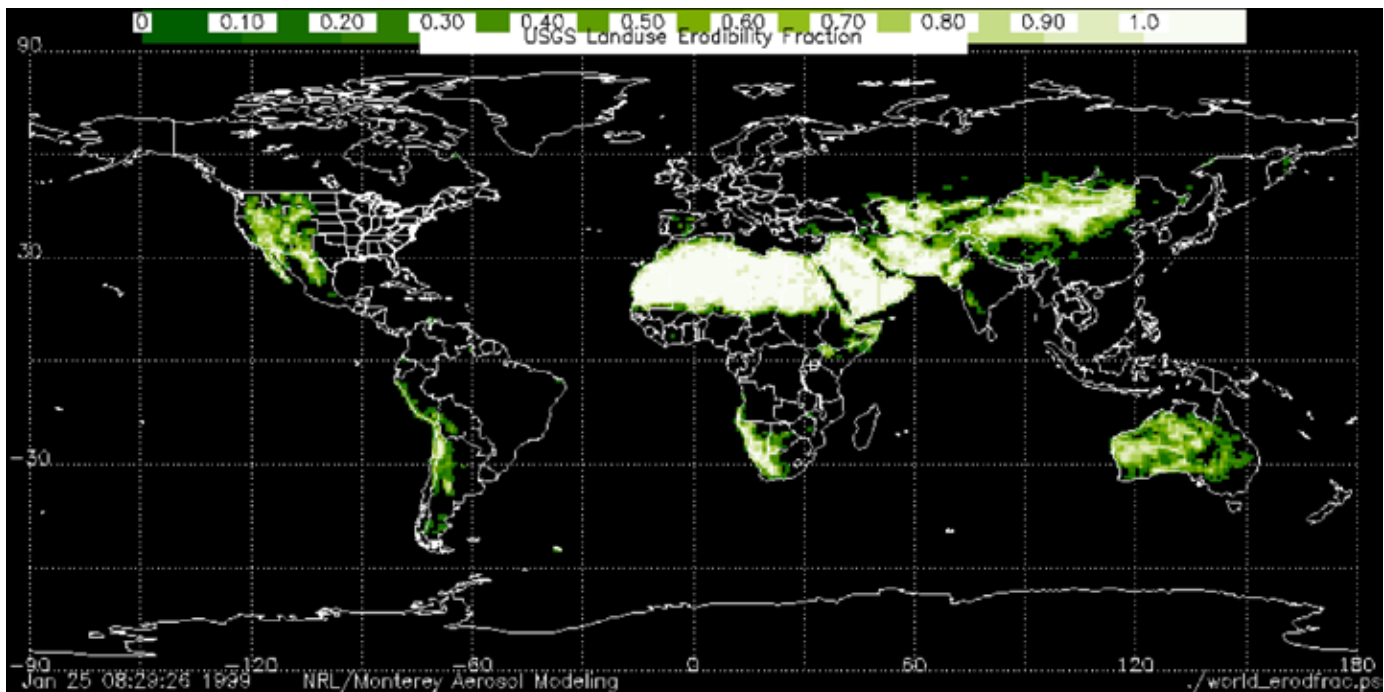 0 0.10 0.20 0.30 0.40 0.50 0.60 0.70 0.80 0.90 1.0
USGS Landuse Erodibility Fraction
90
30
-30
-90 -120 -60 0 60 120 180
Jan 25 08:29:26 1999 NRL/Monterey Aerosol Modeling ./world_erodfrac.ps